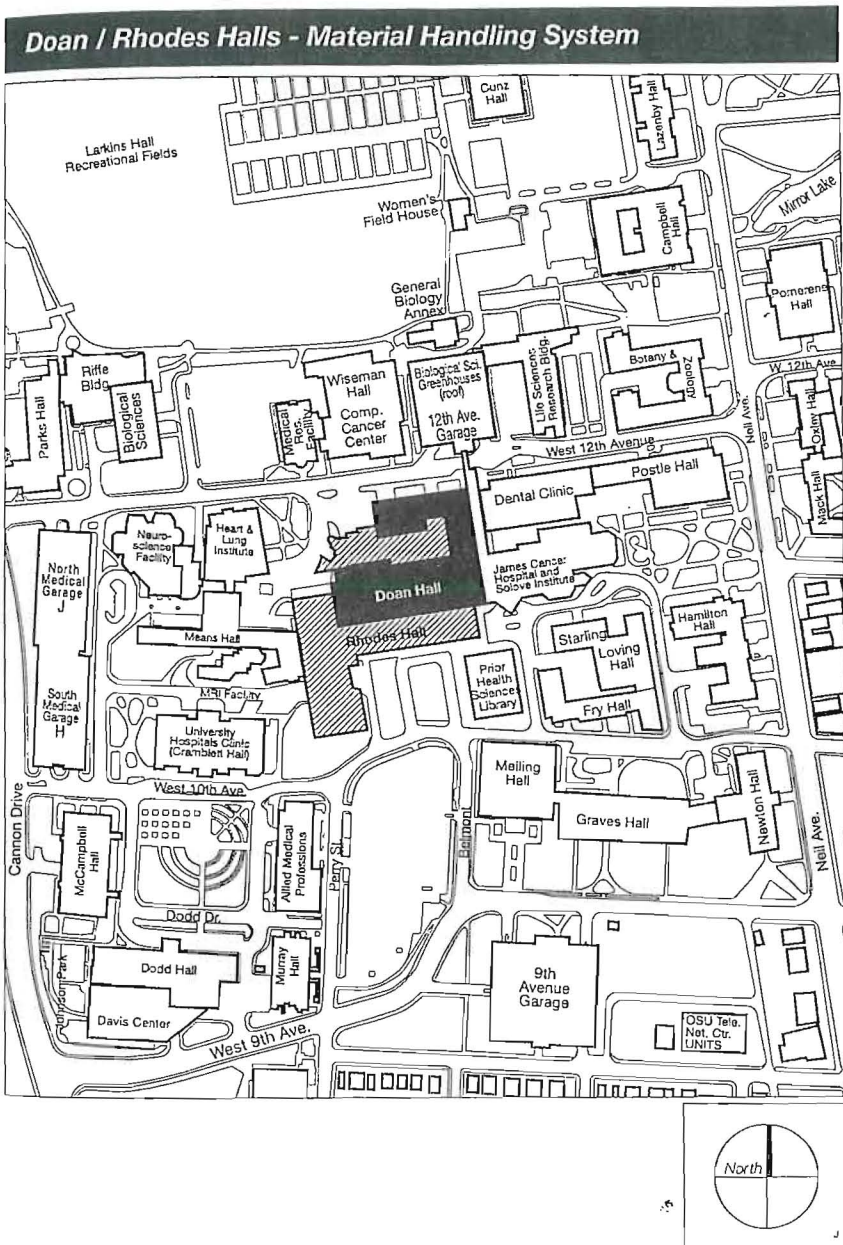 Doan / Rhodes Halls - Material Handling System
Cunz
Hall
Lazenby Hall
Larkins Hall
Recreational Fields
Women's
Field House
Campbell
Hall
Mirror Lake
General
Biology
Annex
Pomerene
Hall
Parks Hall
Riffe
Bldg.
Biological
Sciences
Wiseman
Hall
Comp.
Cancer
Center
Medical
Res.
Facility
Biological Sci.
Greenhouses
(roof)
12th Ave.
Garage
Life Sciences
Research Bldg.
Botany &
Zoology
W. 12th Ave.
Neil Ave.
Oxley Hall
Mack Hall
West 12th Avenue
Dental Clinic
Postle Hall
North
Medical
Garage
J
Neuro-
science
Facility
Heart &
Lung
Institute
James Cancer
Hospital and
Solove Institute
Doan Hall
Rhodes Hall
Means Hall
Starling
Loving
Hall
Hamilton
Hall
South
Medical
Garage
H
MRI Facility
Prior
Health
Sciences
Library
Fry Hall
University
Hospitals Clinic
(Cramblett Hall)
Meiling
Hall
West 10th Ave.
Graves Hall
Newton Hall
Cannon Drive
McCampbell
Hall
Allied Medical
Professions
Perry St.
Belmont
Neil Ave.
Dodd Dr.
Johnson Park
Dodd Hall
Murray
Hall
9th
Avenue
Garage
Davis Center
West 9th Ave.
OSU Tele.
Net. Ctr.
UNITS
North
J